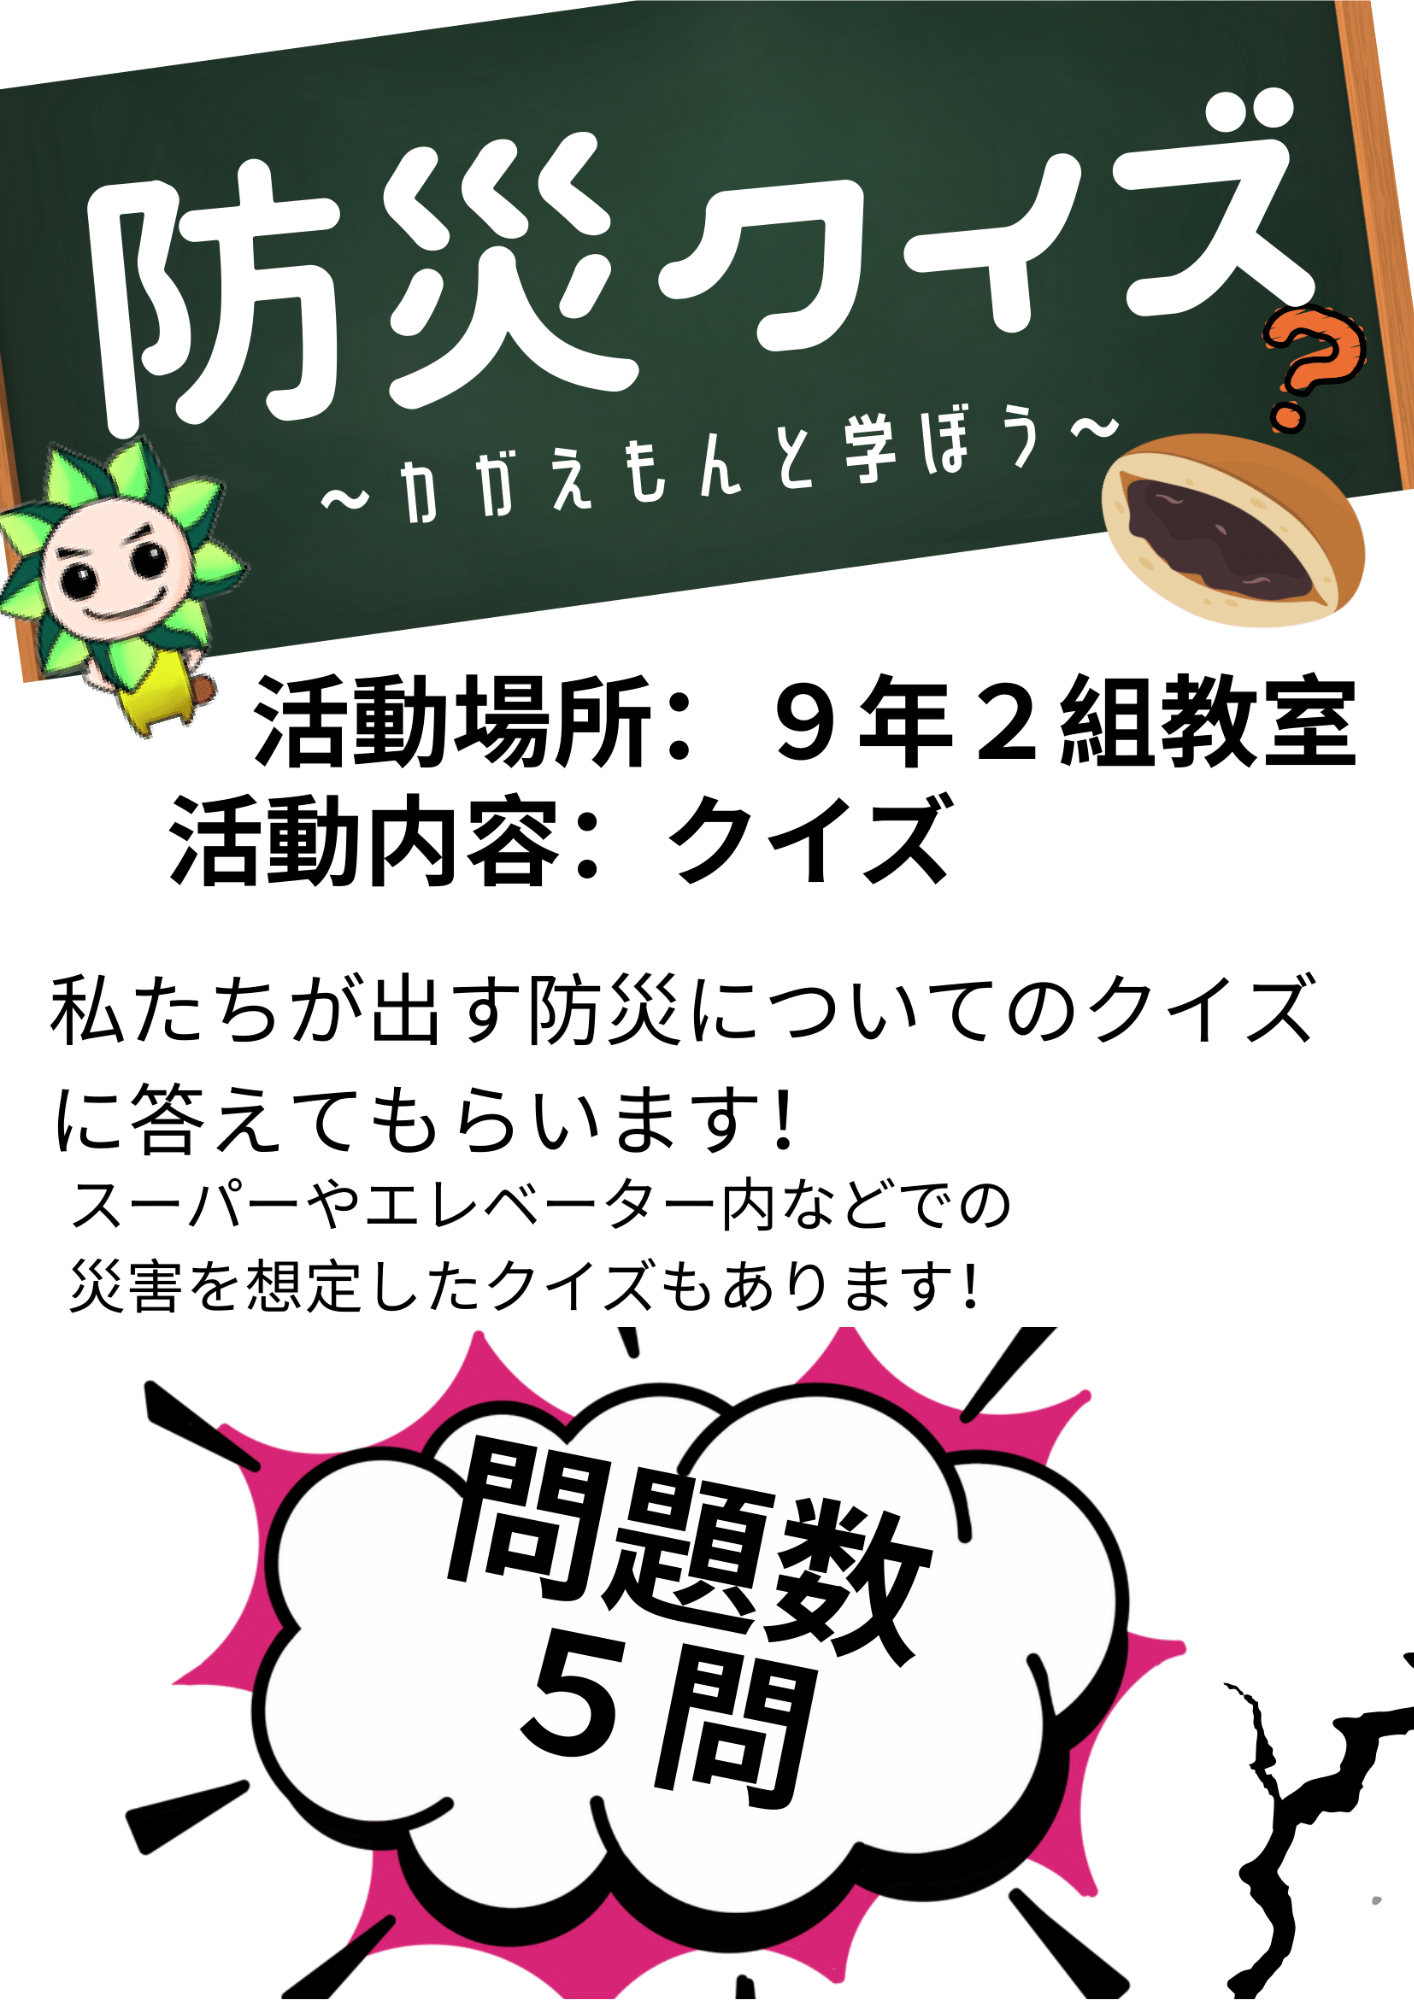 防災クイズ
～カガえもんと学ぼう～
?
活動場所：９年２組教室
活動内容：クイズ
私たちが出す防災についてのクイズ
に答えてもらいます！
スーパーやエレベーター内などでの
災害を想定したクイズもあります！
問題数
５問